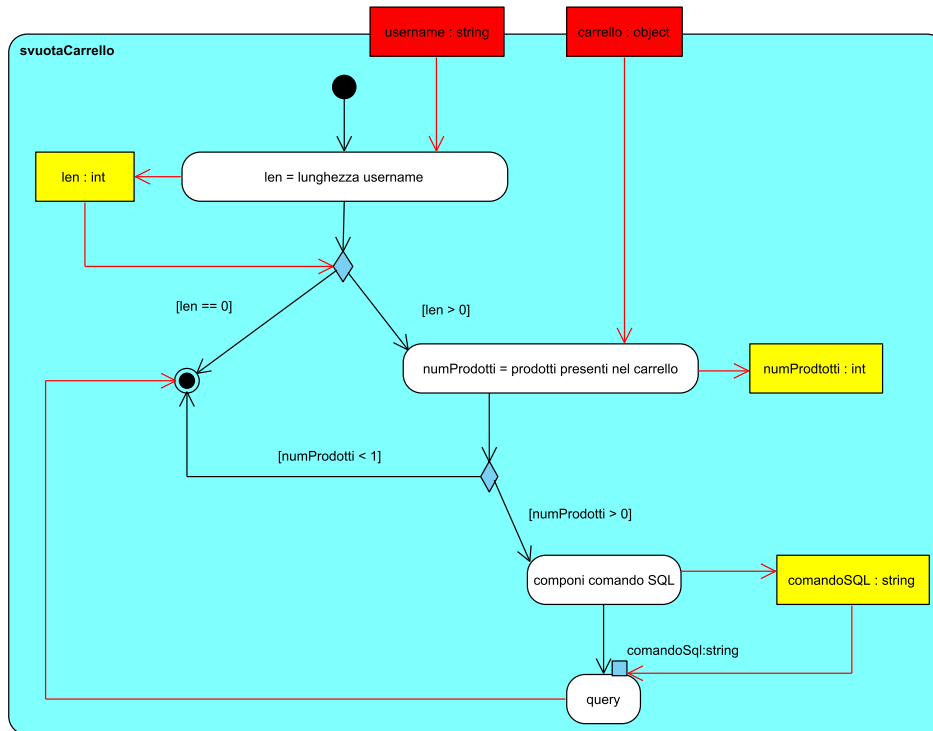 username : string
carrello : object
svuotaCarrello
len : int
len = lunghezza username
[len == 0]
[len > 0]
numProdotti = prodotti presenti nel carrello
numProdtotti : int
[numProdotti < 1]
[numProdotti > 0]
componi comando SQL
comandoSQL : string
comandoSql:string
query